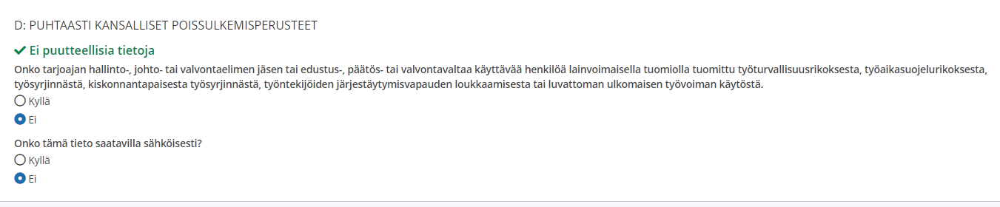 D: PUHTAASTI KANSALLISET POISSULKEMISPERUSTEET
Ei puutteellisia tietoja
Onko tarjoajan hallinto-, johto- tai valvontaelimen jäsen tai edustus-, päätös- tai valvontavaltaa käyttävää henkilöä lainvoimaisella tuomiolla tuomittu työturvallisuusrikoksesta, työaikasuojelurikoksesta,
työsyrjinnästä, kiskonnantapaisesta työsyrjinnästä, työntekijöiden järjestäytymisvapauden loukkaamisesta tai luvattoman ulkomaisen työvoiman käytöstä.
Kyllä
Ei
Onko tämä tieto saatavilla sähköisesti?
Kyllä
Ei